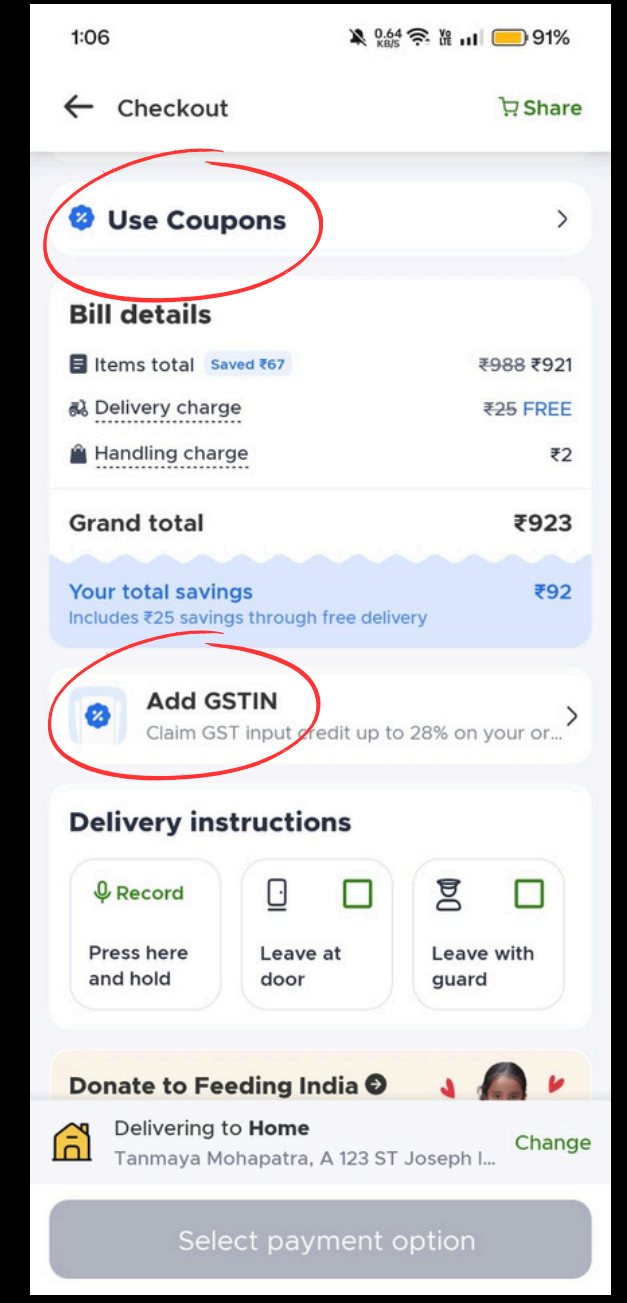 1:06 0.64 KB/S Vo LTE 91%
Checkout Share
Use Coupons
Bill details
Items total Saved ₹67 ₹988 ₹921
Delivery charge ₹25 FREE
Handling charge ₹2
Grand total ₹923
Your total savings ₹92
Includes ₹25 savings through free delivery
Add GSTIN
Claim GST input credit up to 28% on your or...
Delivery instructions
Record
Press here
and hold
Leave at
door
Leave with
guard
Donate to Feeding India
Delivering to Home
Tanmaya Mohapatra, A 123 ST Joseph I...
Change
Select payment option